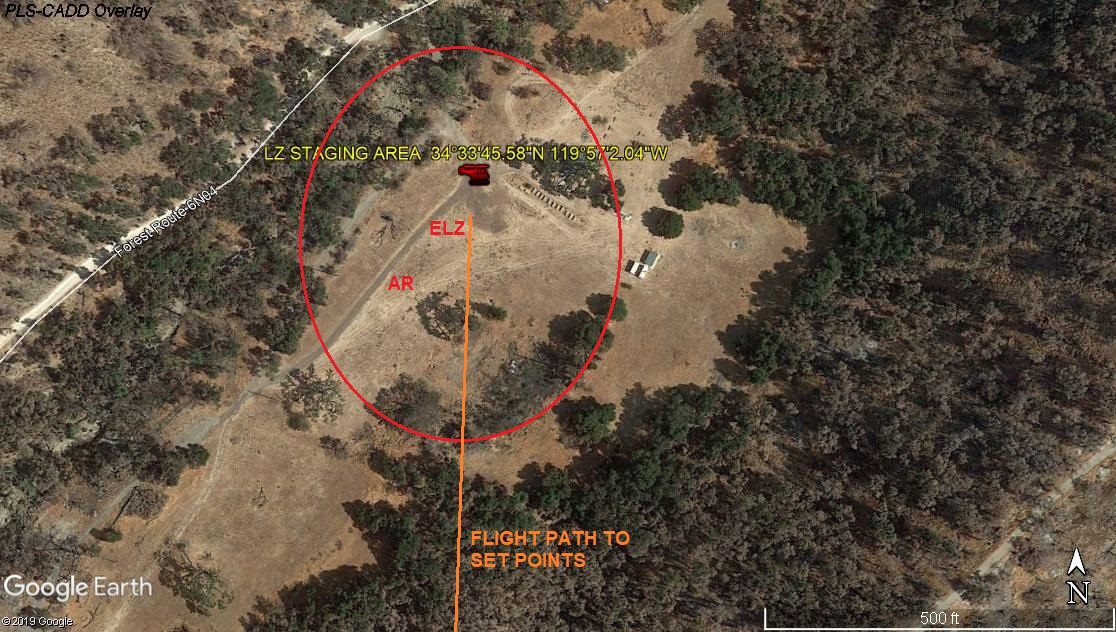 PLS-CADD Overlay
LZ STAGING AREA 34°33'45.58"N 119°57'2.04"W
Forest Route 6N04
ELZ
AR
FLIGHT PATH TO
SET POINTS
Google Earth
©2019 Google
N
500 ft